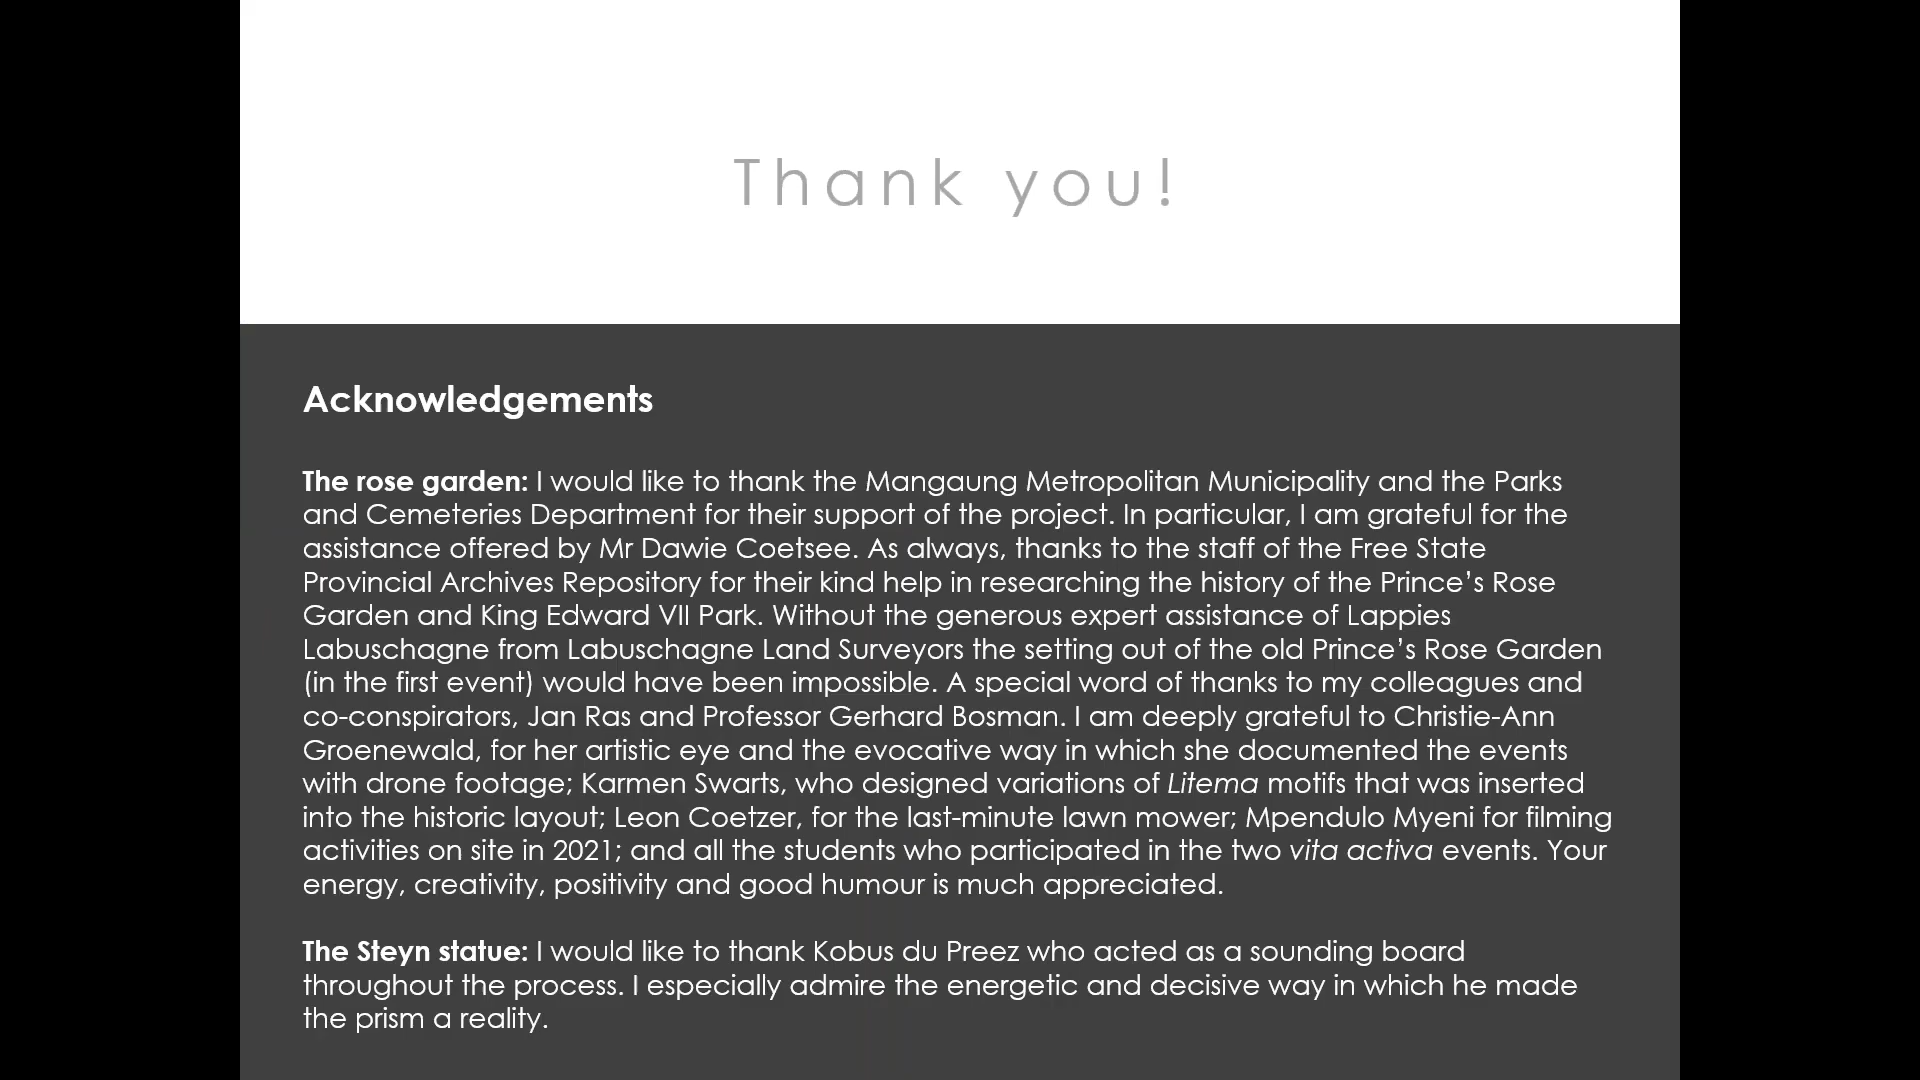 Thank you!
Acknowledgements
The rose garden: I would like to thank the Mangaung Metropolitan Municipality and the Parks
and Cemeteries Department for their support of the project. In particular, I am grateful for the
assistance offered by Mr Dawie Coetsee. As always, thanks to the staff of the Free State
Provincial Archives Repository for their kind help in researching the history of the Prince’s Rose
Garden and King Edward VII Park. Without the generous expert assistance of Lappies
Labuschagne from Labuschagne Land Surveyors the setting out of the old Prince’s Rose Garden
(in the first event) would have been impossible. A special word of thanks to my colleagues and
co-conspirators, Jan Ras and Professor Gerhard Bosman. I am deeply grateful to Christie-Ann
Groenewald, for her artistic eye and the evocative way in which she documented the events
with drone footage; Karmen Swarts, who designed variations of Litema motifs that was inserted
into the historic layout; Leon Coetzer, for the last-minute lawn mower; Mpendulo Myeni for filming
activities on site in 2021; and all the students who participated in the two vita activa events. Your
energy, creativity, positivity and good humour is much appreciated.
The Steyn statue: I would like to thank Kobus du Preez who acted as a sounding board
throughout the process. I especially admire the energetic and decisive way in which he made
the prism a reality.